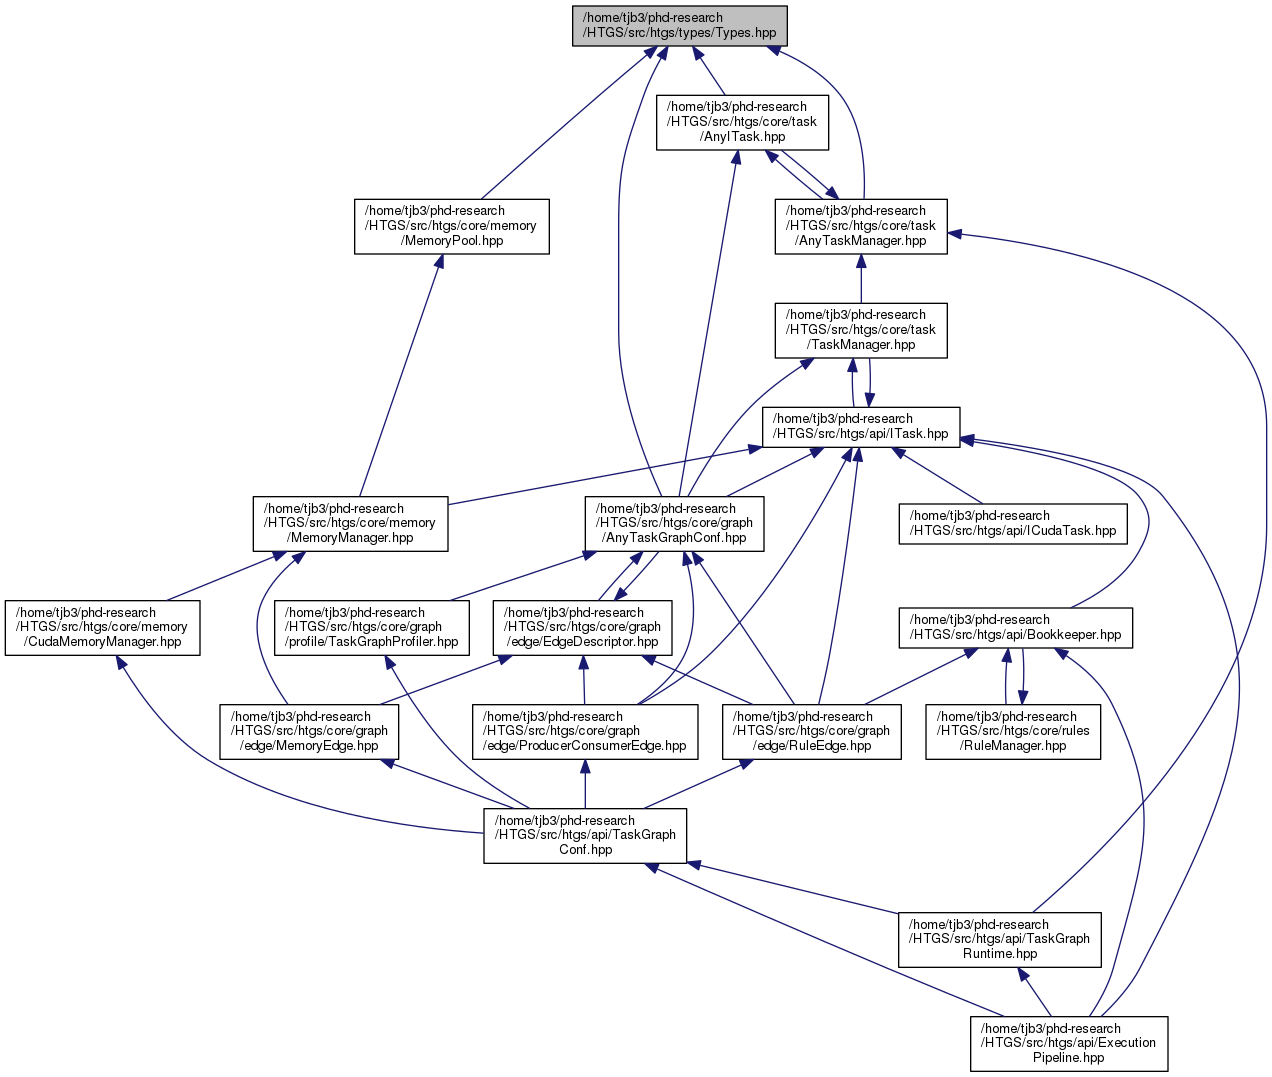 /home/tjb3/phd-research
/HTGS/src/htgs/types/Types.hpp
/home/tjb3/phd-research
/HTGS/src/htgs/core/task
/AnyITask.hpp
/home/tjb3/phd-research
/HTGS/src/htgs/core/memory
/MemoryPool.hpp
/home/tjb3/phd-research
/HTGS/src/htgs/core/task
/AnyTaskManager.hpp
/home/tjb3/phd-research
/HTGS/src/htgs/core/task
/TaskManager.hpp
/home/tjb3/phd-research
/HTGS/src/htgs/api/ITask.hpp
/home/tjb3/phd-research
/HTGS/src/htgs/core/memory
/MemoryManager.hpp
/home/tjb3/phd-research
/HTGS/src/htgs/core/graph
/AnyTaskGraphConf.hpp
/home/tjb3/phd-research
/HTGS/src/htgs/api/ICudaTask.hpp
/home/tjb3/phd-research
/HTGS/src/htgs/core/memory
/CudaMemoryManager.hpp
/home/tjb3/phd-research
/HTGS/src/htgs/core/graph
/profile/TaskGraphProfiler.hpp
/home/tjb3/phd-research
/HTGS/src/htgs/core/graph
/edge/EdgeDescriptor.hpp
/home/tjb3/phd-research
/HTGS/src/htgs/api/Bookkeeper.hpp
/home/tjb3/phd-research
/HTGS/src/htgs/core/graph
/edge/MemoryEdge.hpp
/home/tjb3/phd-research
/HTGS/src/htgs/core/graph
/edge/ProducerConsumerEdge.hpp
/home/tjb3/phd-research
/HTGS/src/htgs/core/graph
/edge/RuleEdge.hpp
/home/tjb3/phd-research
/HTGS/src/htgs/core/rules
/RuleManager.hpp
/home/tjb3/phd-research
/HTGS/src/htgs/api/TaskGraph
Conf.hpp
/home/tjb3/phd-research
/HTGS/src/htgs/api/TaskGraph
Runtime.hpp
/home/tjb3/phd-research
/HTGS/src/htgs/api/Execution
Pipeline.hpp